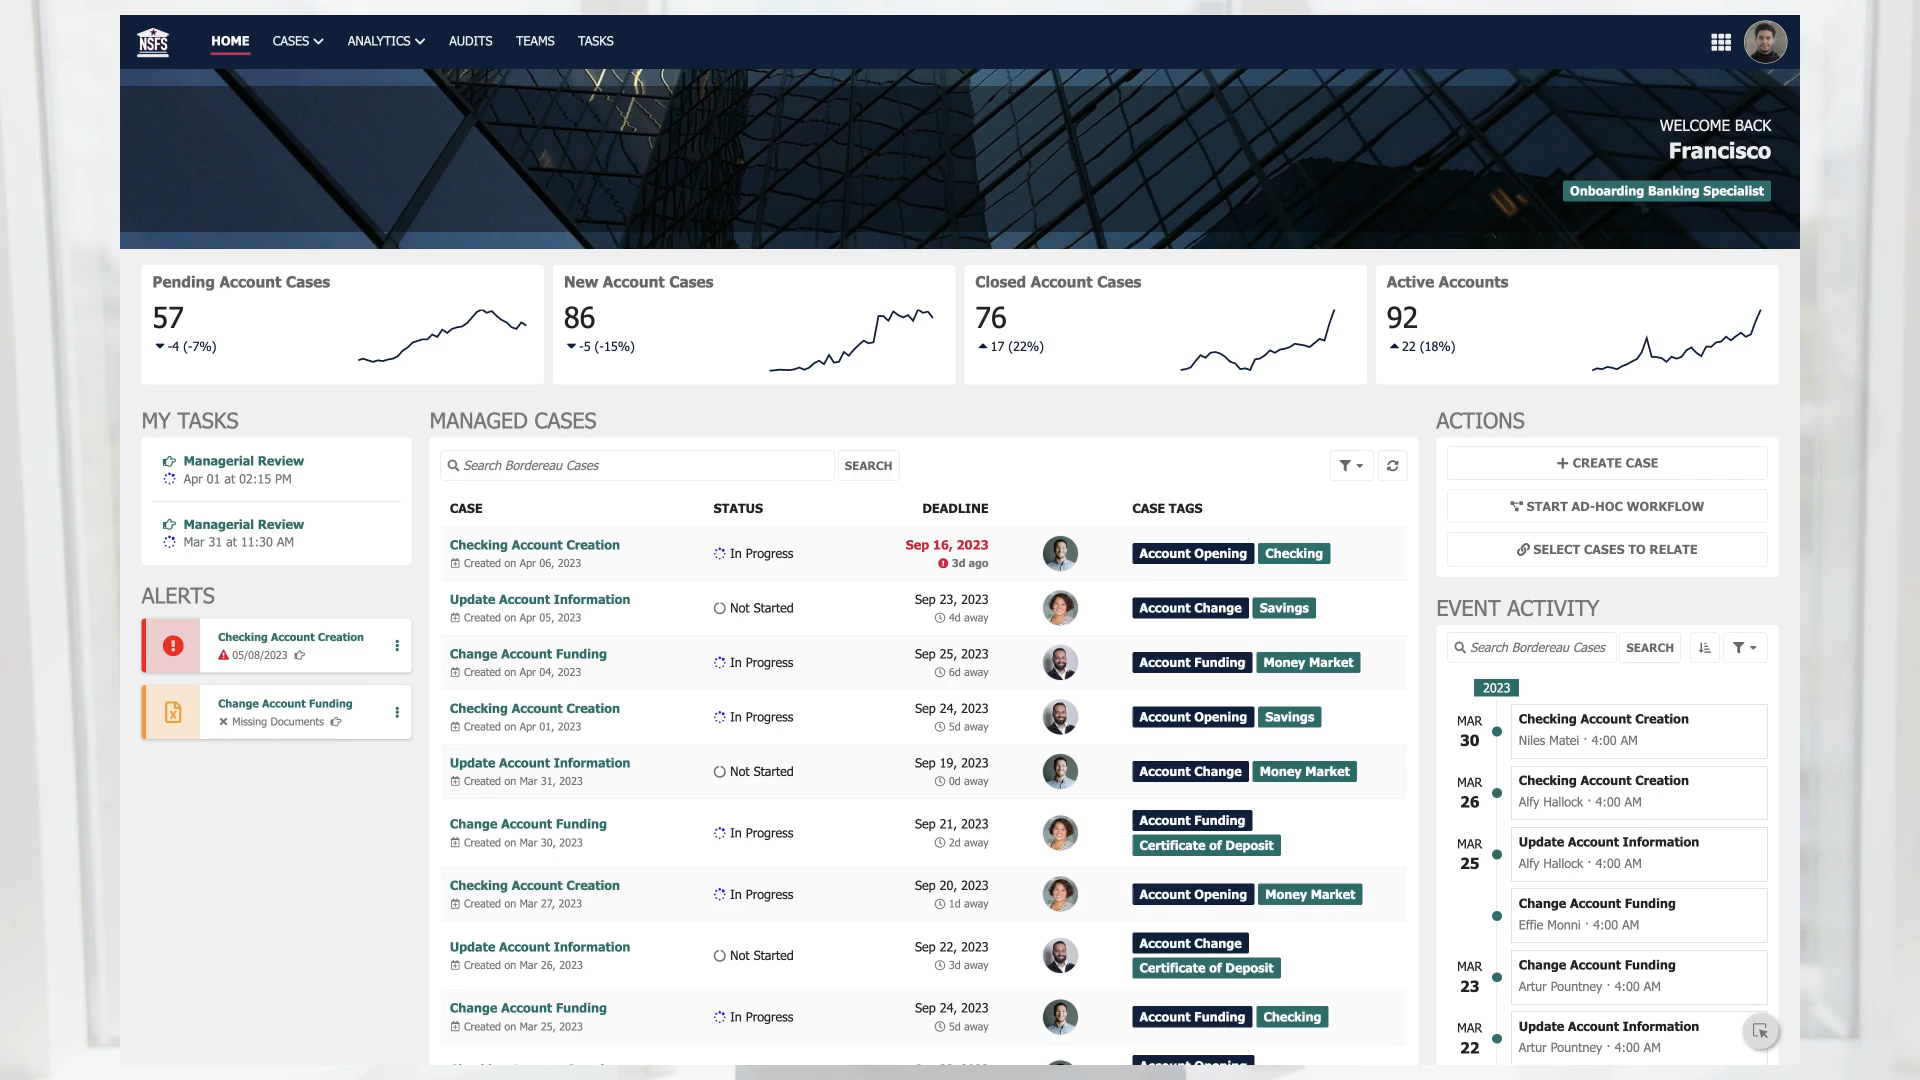 NSFS
HOME
CASES
ANALYTICS
AUDITS
TEAMS
TASKS
WELCOME BACK
Francisco
Onboarding Banking Specialist
Pending Account Cases
57
-4 (-7%)
New Account Cases
86
-5 (-15%)
Closed Account Cases
76
17 (22%)
Active Accounts
92
22 (18%)
MY TASKS
Managerial Review
Apr 01 at 02:15 PM
Managerial Review
Mar 31 at 11:30 AM
ALERTS
Checking Account Creation
05/08/2023
Change Account Funding
Missing Documents
MANAGED CASES
Search Bordereau Cases
SEARCH
CASE STATUS DEADLINE CASE TAGS
Checking Account Creation
Created on Apr 06, 2023
In Progress
Sep 16, 2023
3d ago
Account Opening Checking
Update Account Information
Created on Apr 05, 2023
Not Started
Sep 23, 2023
4d away
Account Change Savings
Change Account Funding
Created on Apr 04, 2023
In Progress
Sep 25, 2023
6d away
Account Funding Money Market
Checking Account Creation
Created on Apr 01, 2023
In Progress
Sep 24, 2023
5d away
Account Opening Savings
Update Account Information
Created on Mar 31, 2023
Not Started
Sep 19, 2023
0d away
Account Change Money Market
Change Account Funding
Created on Mar 30, 2023
In Progress
Sep 21, 2023
2d away
Account Funding
Certificate of Deposit
Checking Account Creation
Created on Mar 27, 2023
In Progress
Sep 20, 2023
1d away
Account Opening Money Market
Update Account Information
Created on Mar 26, 2023
Not Started
Sep 22, 2023
3d away
Account Change
Certificate of Deposit
Change Account Funding
Created on Mar 25, 2023
In Progress
Sep 24, 2023
5d away
Account Funding Checking
ACTIONS
CREATE CASE
START AD-HOC WORKFLOW
SELECT CASES TO RELATE
EVENT ACTIVITY
Search Bordereau Cases
SEARCH
2023
MAR
30
Checking Account Creation
Niles Matei · 4:00 AM
MAR
26
Checking Account Creation
Alfy Hallock · 4:00 AM
MAR
25
Update Account Information
Alfy Hallock · 4:00 AM
Change Account Funding
Effie Monni · 4:00 AM
MAR
23
Change Account Funding
Artur Pountney · 4:00 AM
MAR
22
Update Account Information
Artur Pountney · 4:00 AM